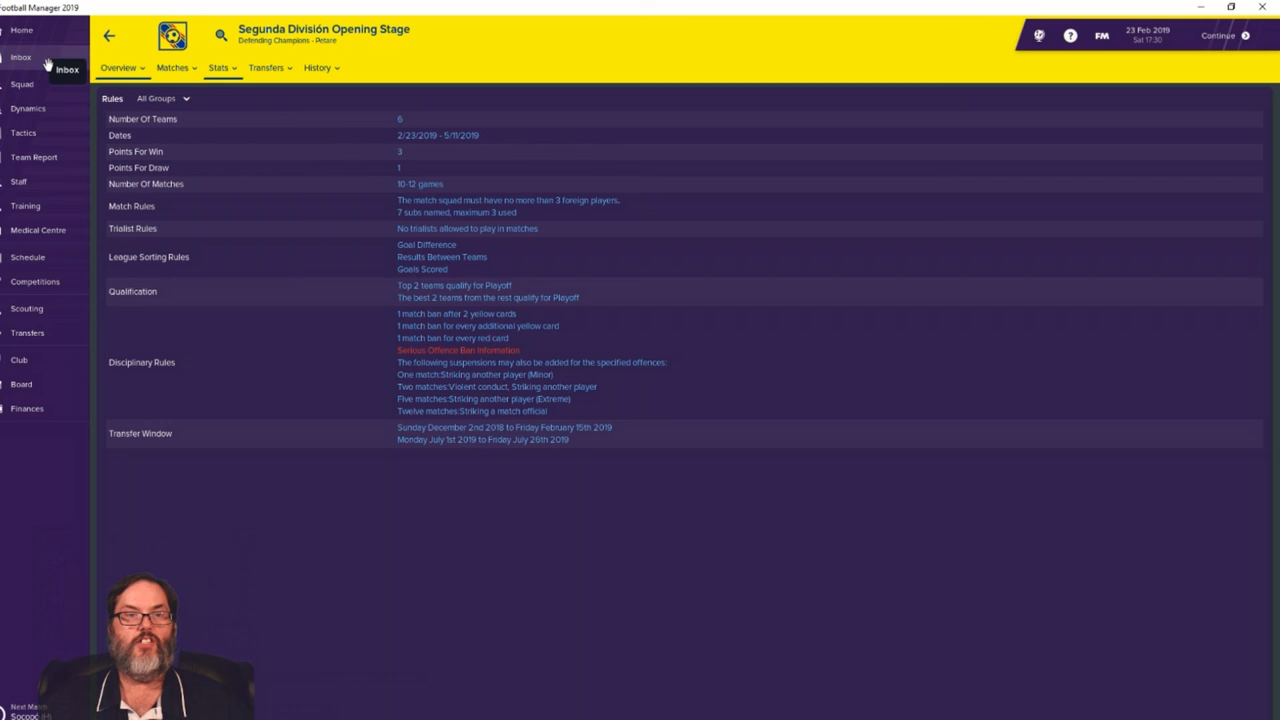 Football Manager 2019
Home
Inbox
Inbox
Squad
Dynamics
Tactics
Team Report
Staff
Training
Medical Centre
Schedule
Competitions
Scouting
Transfers
Club
Board
Finances
Segunda División Opening Stage
Defending Champions - Petare
Overview
Matches
Stats
Transfers
History
FM
23 Feb 2019
Sat 17:30
Continue
Rules All Groups
Number Of Teams 6
Dates 2/23/2019 - 5/11/2019
Points For Win 3
Points For Draw 1
Number Of Matches 10-12 games
Match Rules The match squad must have no more than 3 foreign players.
7 subs named, maximum 3 used
Trialist Rules No trialists allowed to play in matches
League Sorting Rules Goal Difference
Results Between Teams
Goals Scored
Qualification Top 2 teams qualify for Playoff
The best 2 teams from the rest qualify for Playoff
Disciplinary Rules 1 match ban after 2 yellow cards
1 match ban for every additional yellow card
1 match ban for every red card
Serious Offence Ban Information
The following suspensions may also be added for the specified offences:
One match:Striking another player (Minor)
Two matches:Violent conduct, Striking another player
Five matches:Striking another player (Extreme)
Twelve matches:Striking a match official
Transfer Window Sunday December 2nd 2018 to Friday February 15th 2019
Monday July 1st 2019 to Friday July 26th 2019
Next